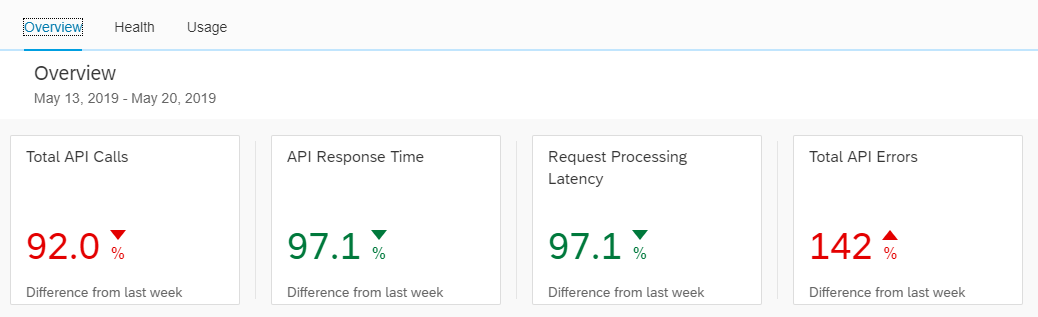 Overview Health Usage
Overview
May 13, 2019 - May 20, 2019
Total API Calls
92.0 %
Difference from last week
API Response Time
97.1 %
Difference from last week
Request Processing
Latency
97.1 %
Difference from last week
Total API Errors
142 %
Difference from last week